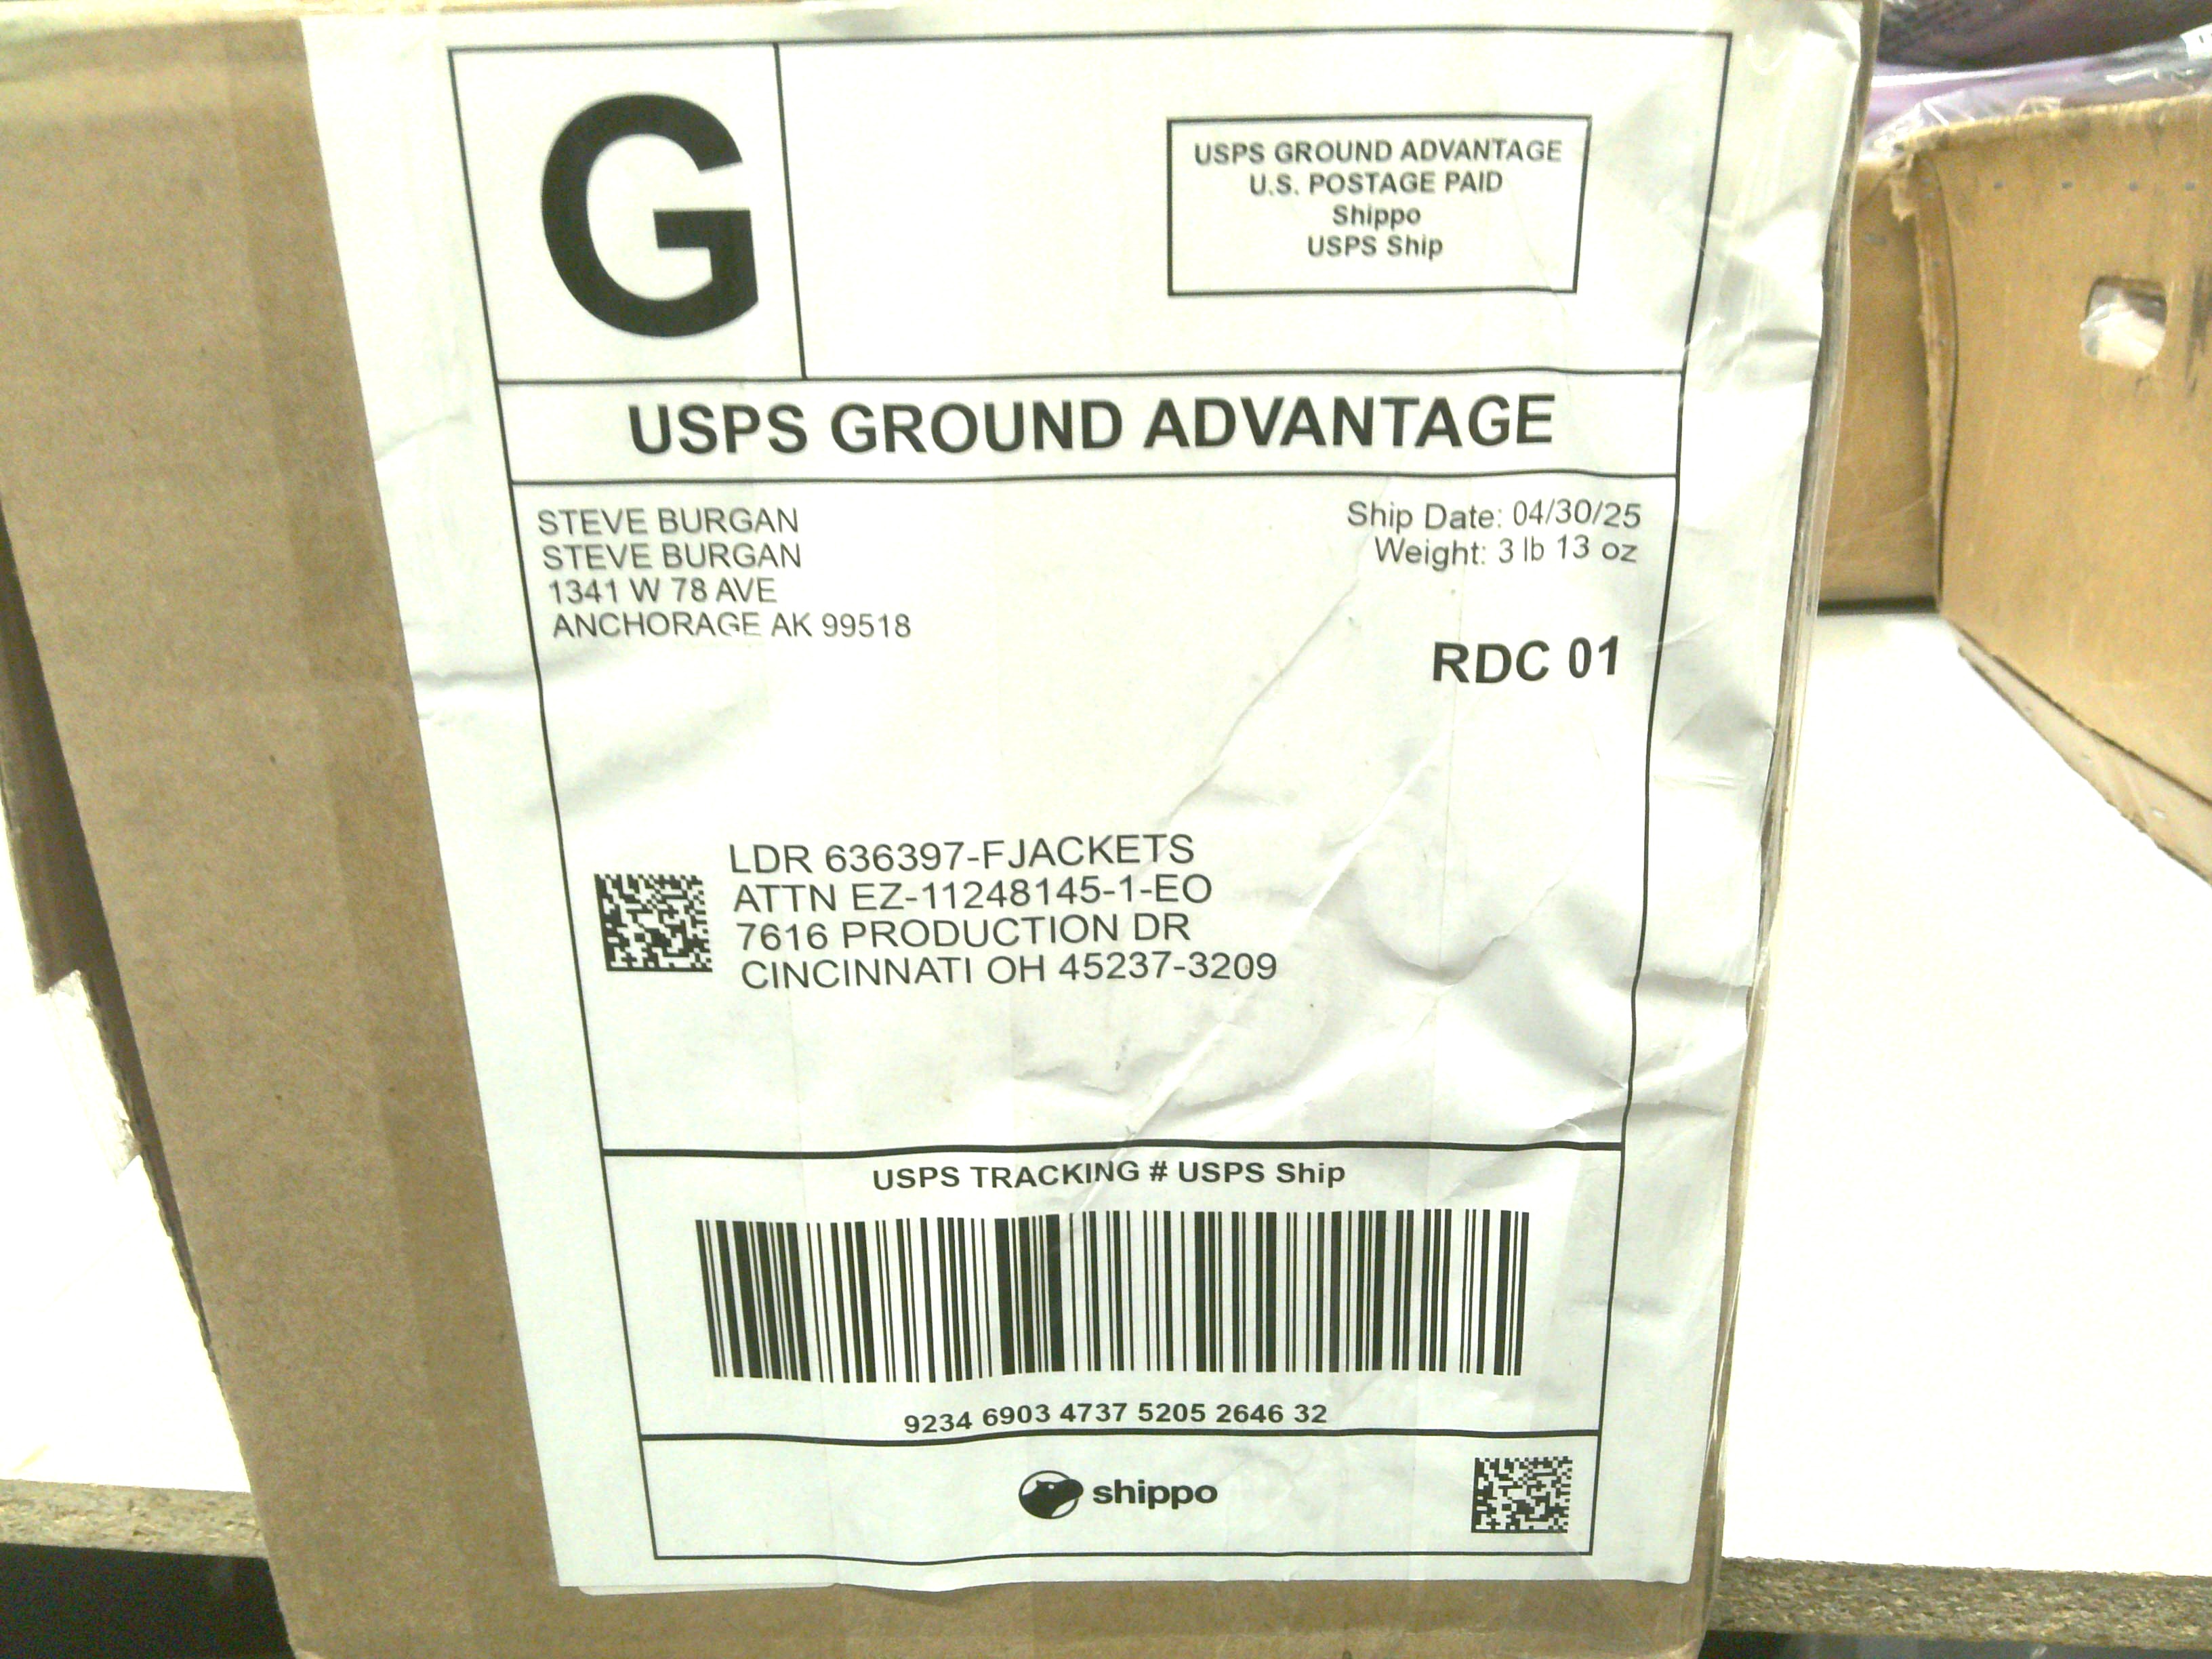 G
USPS GROUND ADVANTAGE
U.S. POSTAGE PAID
Shippo
USPS Ship
USPS GROUND ADVANTAGE
STEVE BURGAN
STEVE BURGAN
1341 W 78 AVE
ANCHORAGE AK 99518
Ship Date: 04/30/25
Weight: 3 lb 13 oz
RDC 01
LDR 636397-FJACKETS
ATTN EZ-11248145-1-EO
7616 PRODUCTION DR
CINCINNATI OH 45237-3209
USPS TRACKING # USPS Ship
9234 6903 4737 5205 2646 32
shippo